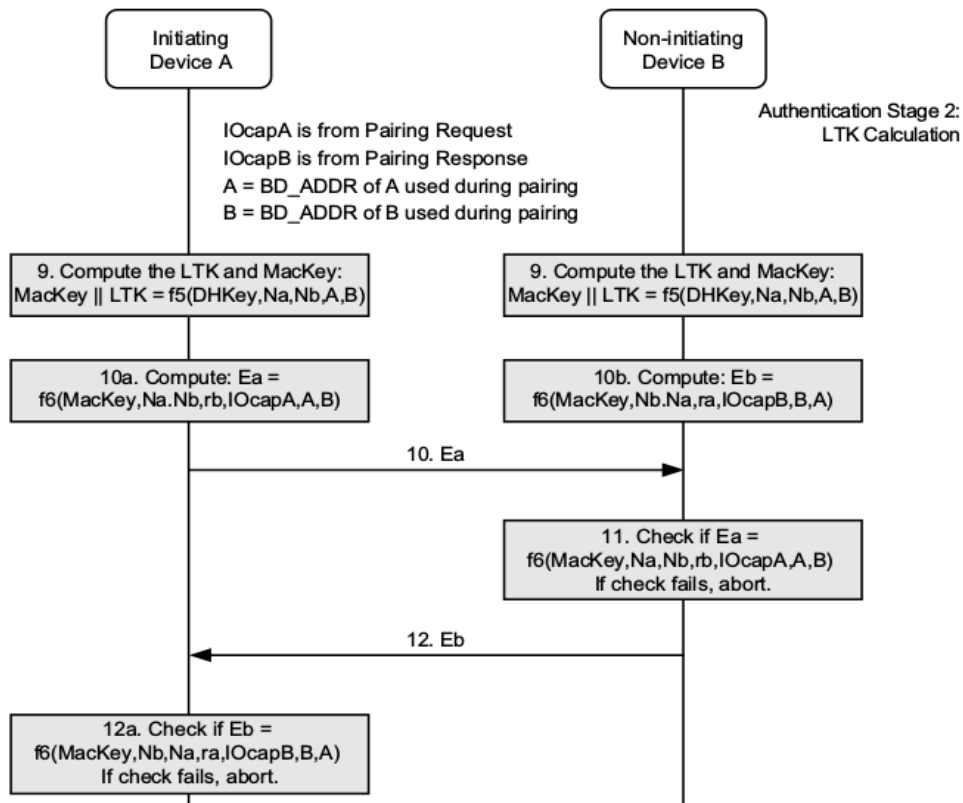 Initiating
Device A
Non-initiating
Device B
Authentication Stage 2:
LTK Calculation
IOcapA is from Pairing Request
IOcapB is from Pairing Response
A = BD_ADDR of A used during pairing
B = BD_ADDR of B used during pairing
9. Compute the LTK and MacKey:
MacKey || LTK = f5(DHKey,Na,Nb,A,B)
9. Compute the LTK and MacKey:
MacKey || LTK = f5(DHKey,Na,Nb,A,B)
10a. Compute: Ea =
f6(MacKey,Na.Nb,rb,IOcapA,A,B)
10b. Compute: Eb =
f6(MacKey,Nb.Na,ra,IOcapB,B,A)
10. Ea
11. Check if Ea =
f6(MacKey,Na,Nb,rb,IOcapA,A,B)
If check fails, abort.
12. Eb
12a. Check if Eb =
f6(MacKey,Nb,Na,ra,IOcapB,B,A)
If check fails, abort.